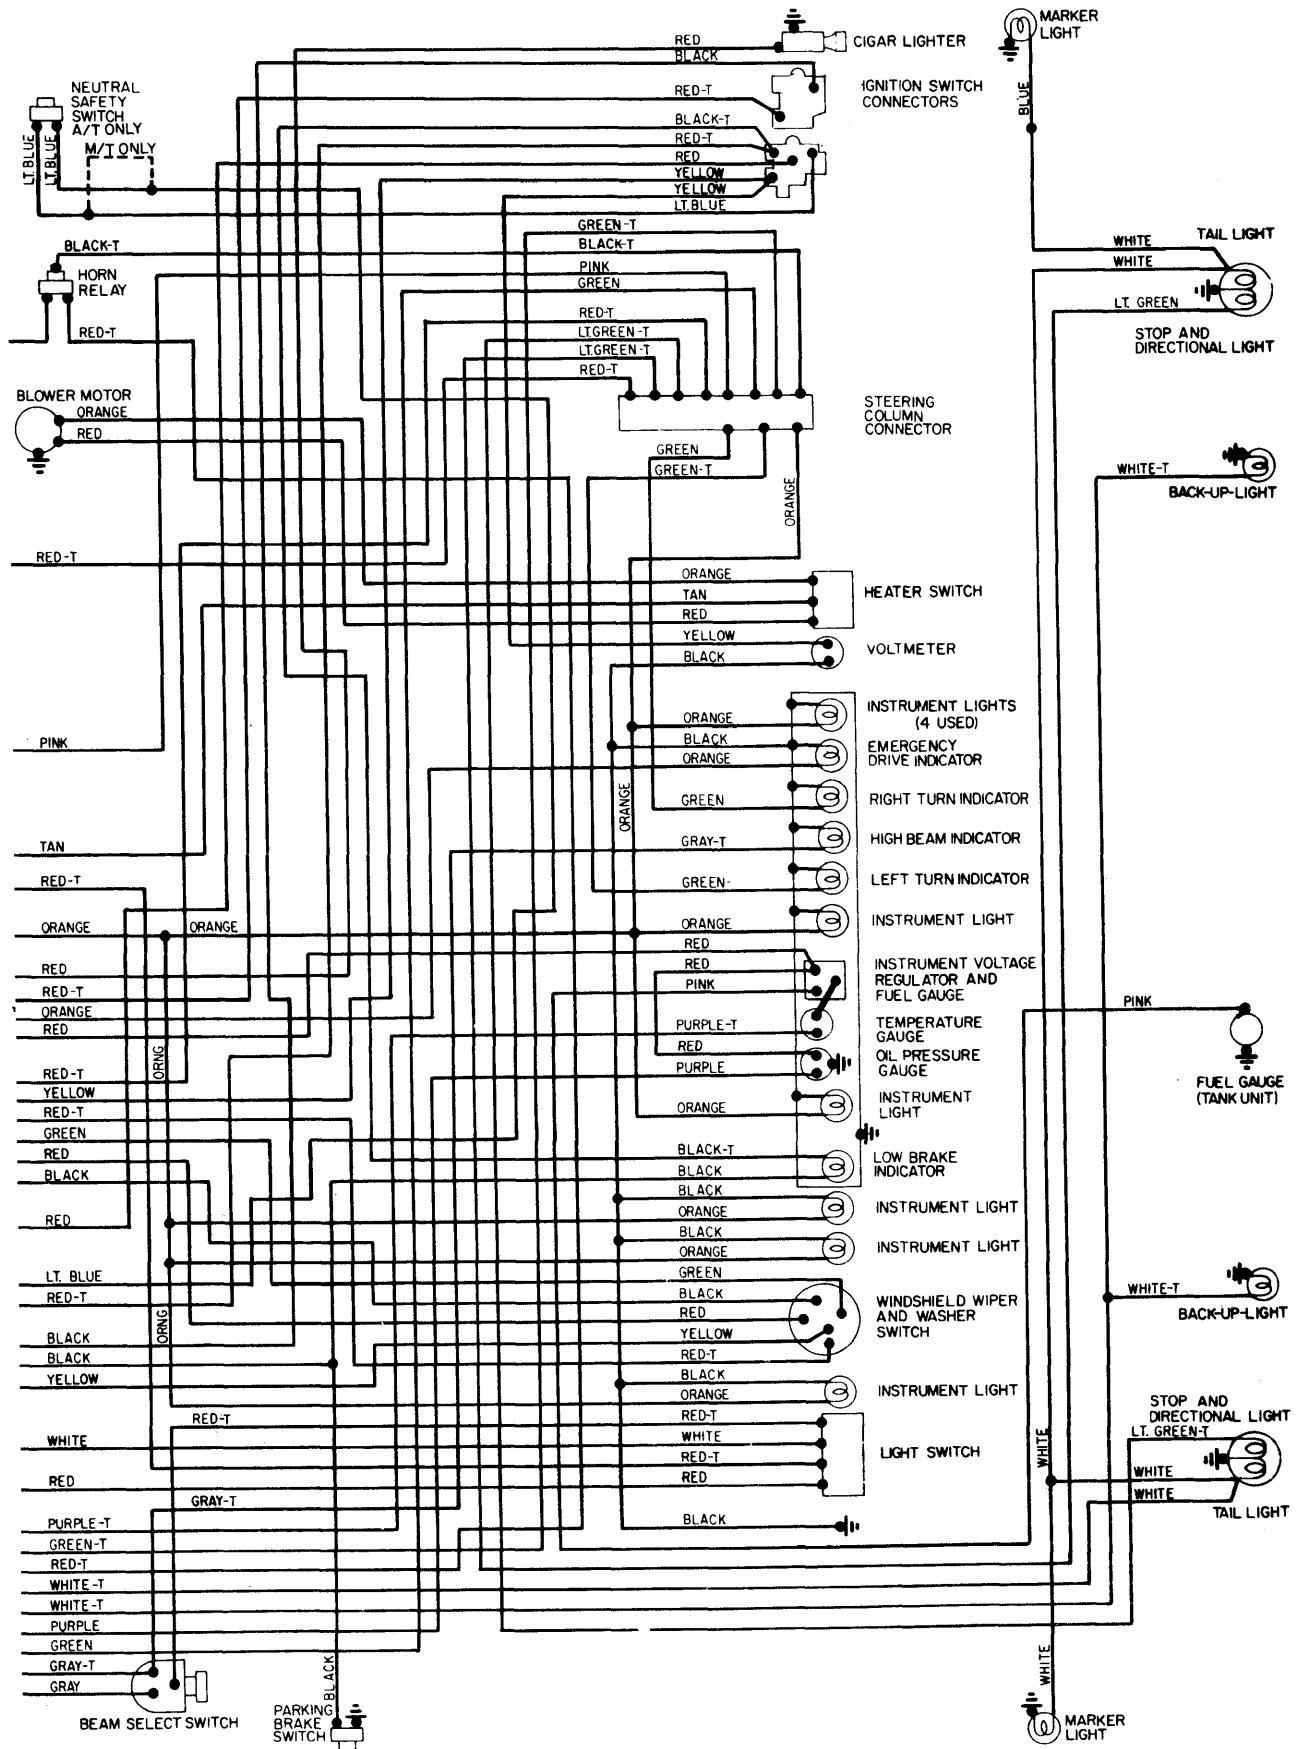 RED
BLACK
CIGAR LIGHTER
MARKER
LIGHT
NEUTRAL
SAFETY
SWITCH
A/T ONLY
M/T ONLY
LT.BLUE
LT.BLUE
RED-T
IGNITION SWITCH
CONNECTORS
BLUE
BLACK-T
RED-T
RED
YELLOW
YELLOW
LT.BLUE
GREEN-T
BLACK-T
PINK
GREEN
RED-T
LT.GREEN-T
LT.GREEN-T
RED-T
BLACK-T
HORN
RELAY
RED-T
WHITE
WHITE
LT. GREEN
TAIL LIGHT
STOP AND
DIRECTIONAL LIGHT
BLOWER MOTOR
ORANGE
RED
STEERING
COLUMN
CONNECTOR
GREEN
GREEN-T
ORANGE
WHITE-T
BACK-UP-LIGHT
RED-T
ORANGE
TAN
RED
HEATER SWITCH
YELLOW
BLACK
VOLTMETER
PINK
ORANGE
INSTRUMENT LIGHTS
(4 USED)
BLACK
ORANGE
EMERGENCY
DRIVE INDICATOR
ORANGE
GREEN
RIGHT TURN INDICATOR
TAN
GRAY-T
HIGH BEAM INDICATOR
RED-T
GREEN-
LEFT TURN INDICATOR
ORANGE
ORANGE
ORANGE
INSTRUMENT LIGHT
RED
RED
RED
PINK
INSTRUMENT VOLTAGE
REGULATOR AND
FUEL GAUGE
RED-T
ORANGE
RED
PURPLE-T
TEMPERATURE
GAUGE
RED
PURPLE
OIL PRESSURE
GAUGE
PINK
FUEL GAUGE
(TANK UNIT)
ORNG
RED-T
YELLOW
RED-T
GREEN
RED
BLACK
RED
ORANGE
INSTRUMENT
LIGHT
BLACK-T
BLACK
LOW BRAKE
INDICATOR
BLACK
ORANGE
INSTRUMENT LIGHT
BLACK
ORANGE
INSTRUMENT LIGHT
LT. BLUE
RED-T
ORNG
BLACK
BLACK
YELLOW
GREEN
BLACK
RED
YELLOW
RED-T
WINDSHIELD WIPER
AND WASHER
SWITCH
WHITE-T
BACK-UP-LIGHT
BLACK
ORANGE
INSTRUMENT LIGHT
RED-T
WHITE
RED
RED-T
WHITE
RED-T
RED
LIGHT SWITCH
STOP AND
DIRECTIONAL LIGHT
LT. GREEN-T
WHITE
WHITE
WHITE
TAIL LIGHT
GRAY-T
BLACK
PURPLE-T
GREEN-T
RED-T
WHITE-T
WHITE-T
PURPLE
GREEN
GRAY-T
GRAY
BEAM SELECT SWITCH
BLACK
PARKING
BRAKE
SWITCH
WHITE
MARKER
LIGHT